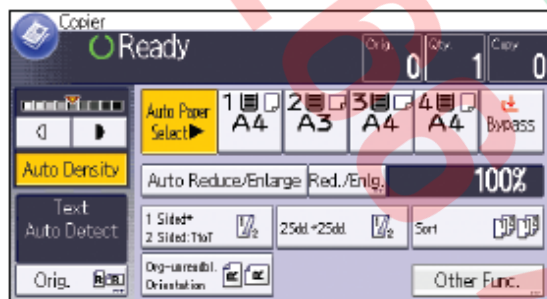 Copier
Ready
Orig. 0 Qty. 1 Copy 0
Auto Paper Select▶
1 A4
2 A3
3 A4
4 A4
Bypass
Auto Density
Auto Reduce/Enlarge Red./Enlg. 100%
Text
Auto Detect
1 Sided→
2 Sided:TtoT
2Sdd.→2Sdd.
Sort
Orig.
Org-unreadbl.
Orientation
Other Func.